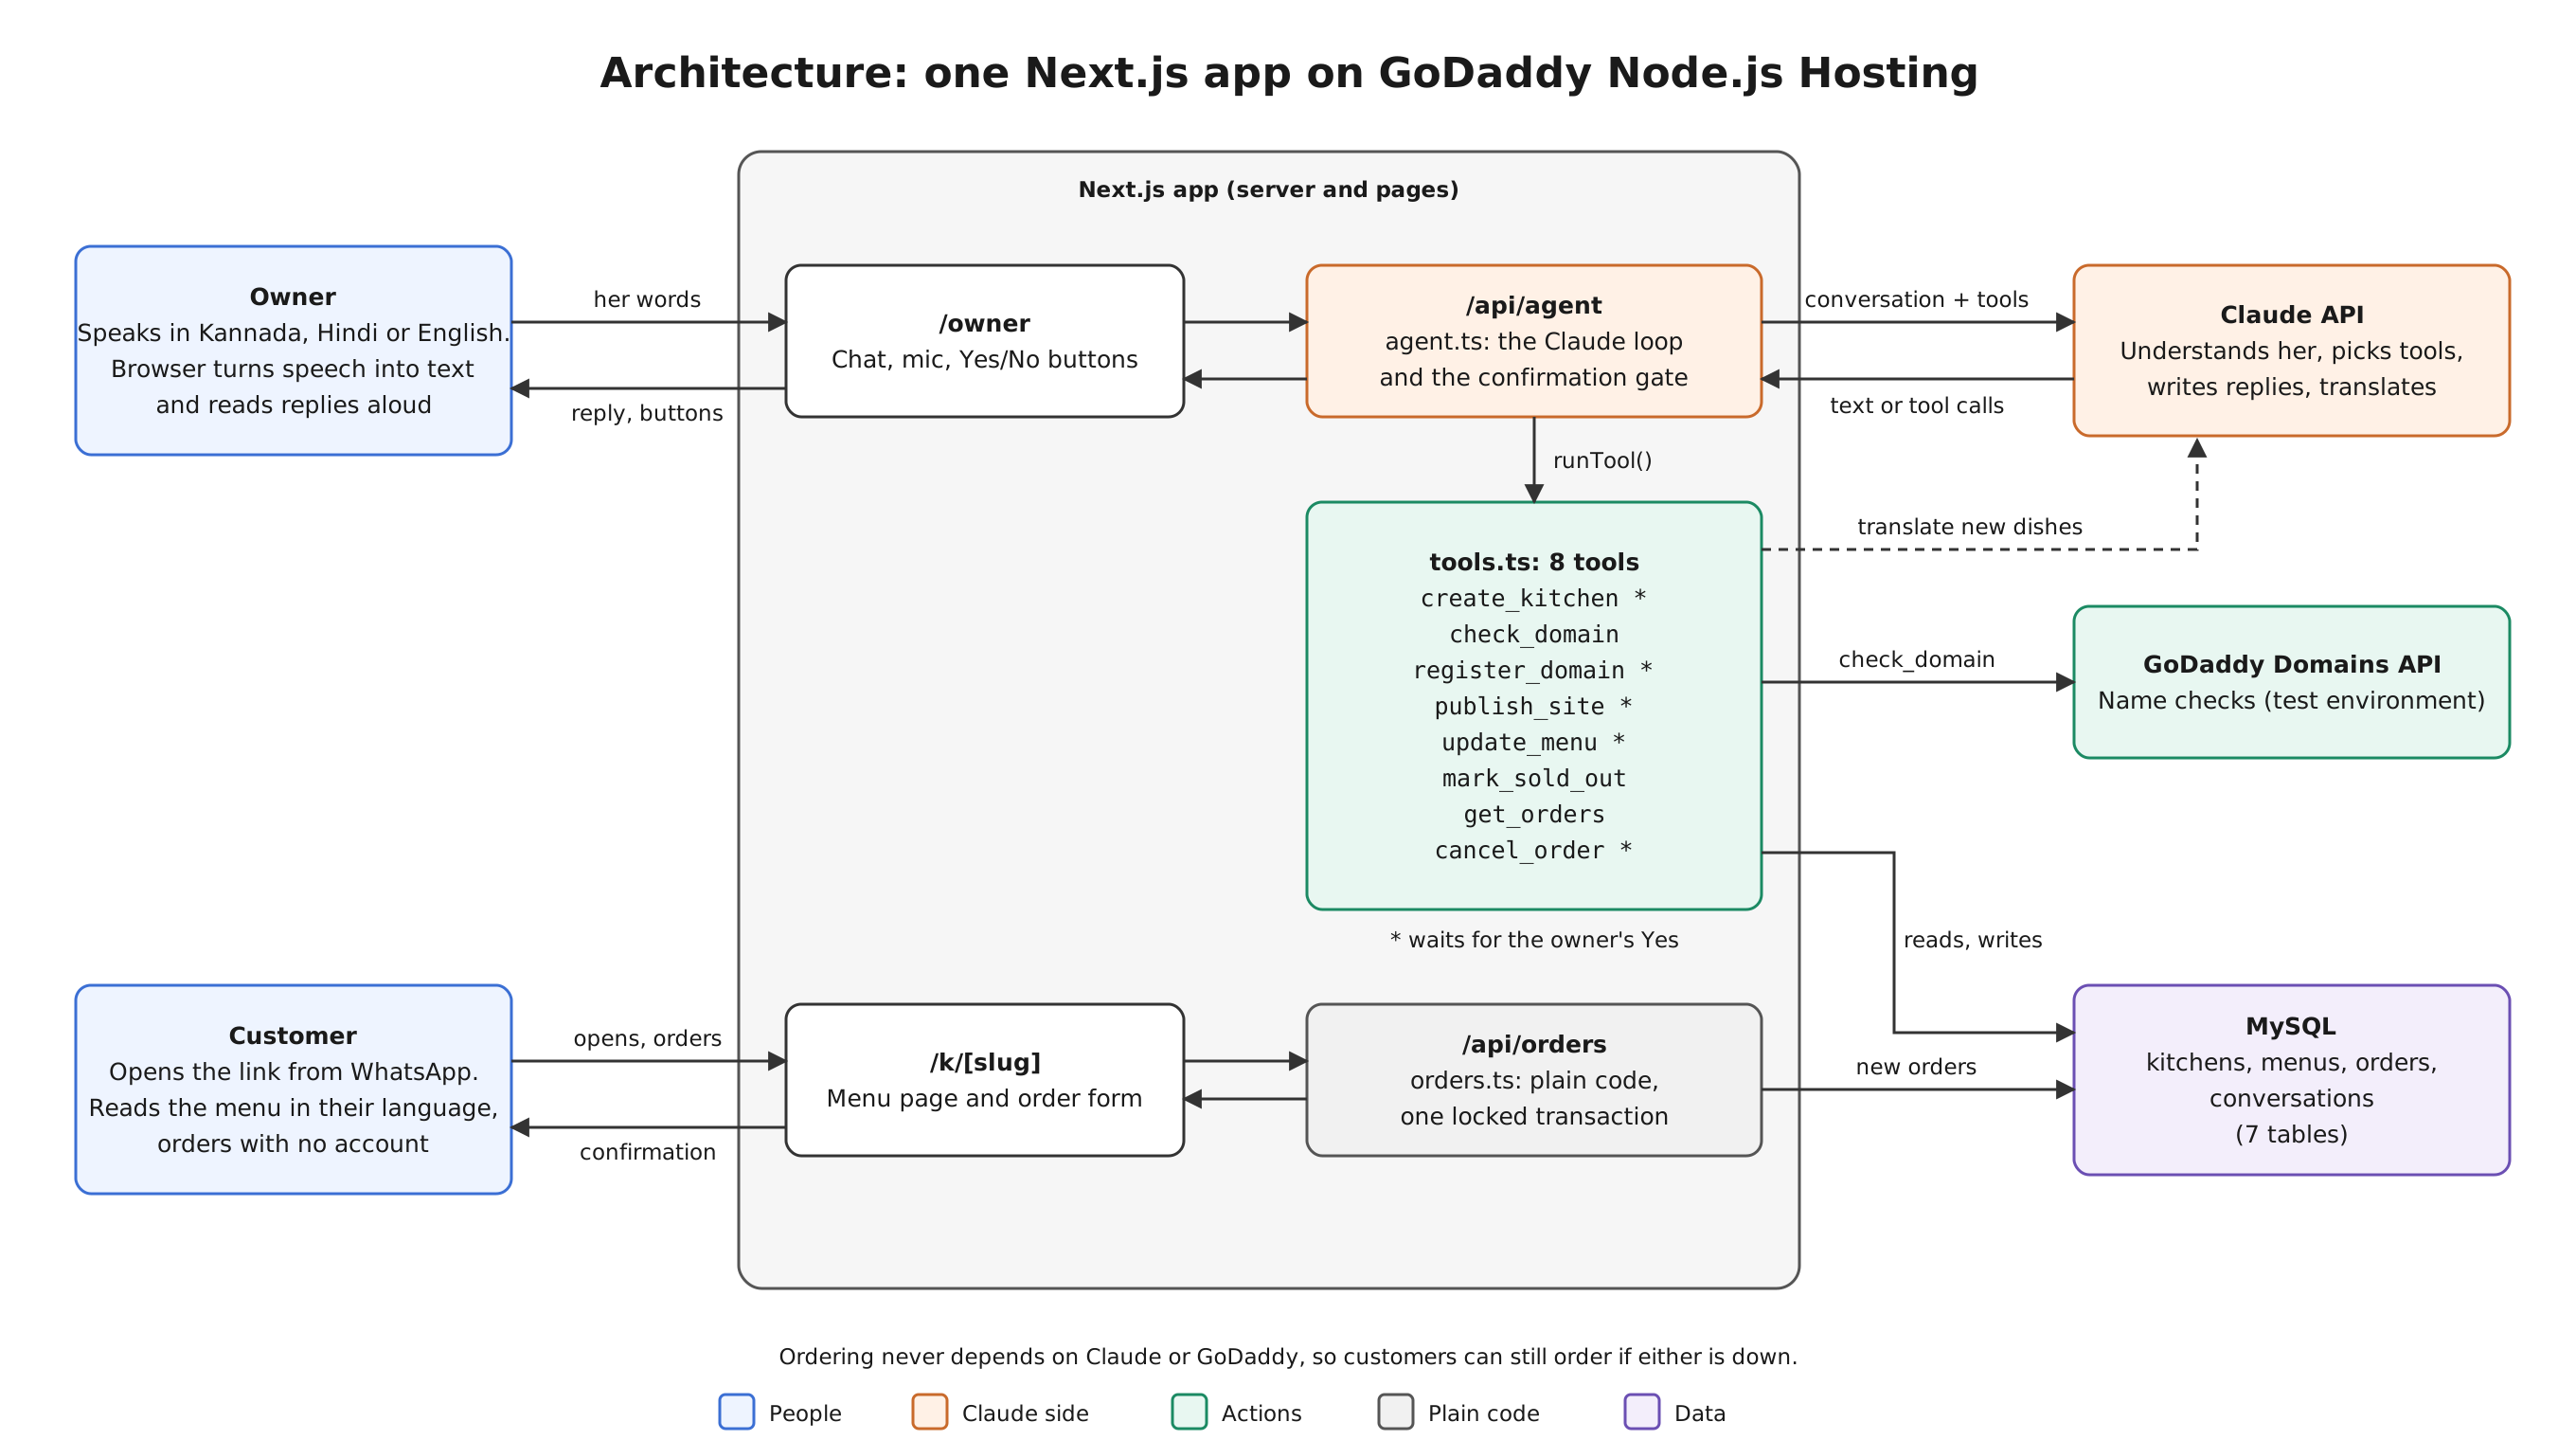 Architecture: one Next.js app on GoDaddy Node.js Hosting
Next.js app (server and pages)
Owner
Speaks in Kannada, Hindi or English.
Browser turns speech into text
and reads replies aloud
her words
reply, buttons
/owner
Chat, mic, Yes/No buttons
/api/agent
agent.ts: the Claude loop
and the confirmation gate
conversation + tools
text or tool calls
Claude API
Understands her, picks tools,
writes replies, translates
runTool()
translate new dishes
tools.ts: 8 tools
create_kitchen *
check_domain
register_domain *
publish_site *
update_menu *
mark_sold_out
get_orders
cancel_order *
check_domain
GoDaddy Domains API
Name checks (test environment)
* waits for the owner's Yes
reads, writes
Customer
Opens the link from WhatsApp.
Reads the menu in their language,
orders with no account
opens, orders
confirmation
/k/[slug]
Menu page and order form
/api/orders
orders.ts: plain code,
one locked transaction
new orders
MySQL
kitchens, menus, orders,
conversations
(7 tables)
Ordering never depends on Claude or GoDaddy, so customers can still order if either is down.
People
Claude side
Actions
Plain code
Data